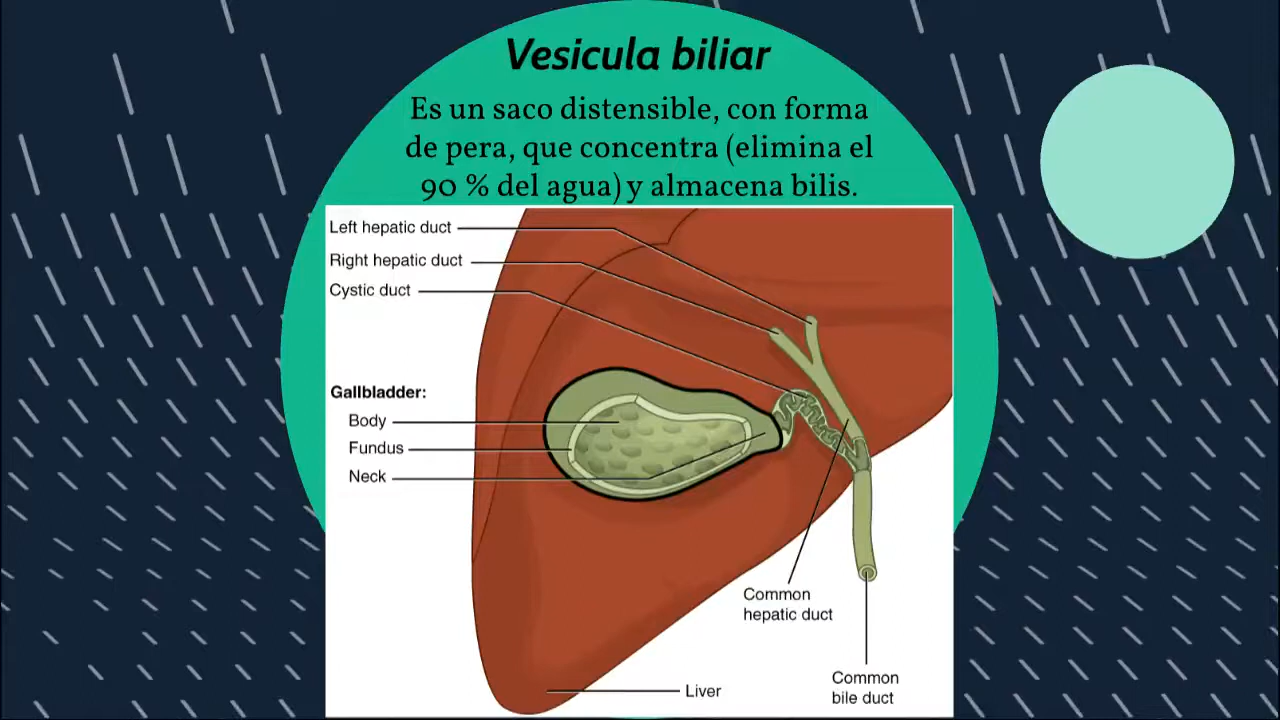 Vesicula biliar
Es un saco distensible, con forma
de pera, que concentra (elimina el
90 % del agua) y almacena bilis.
Left hepatic duct
Right hepatic duct
Cystic duct
Gallbladder:
Body
Fundus
Neck
Common
hepatic duct
Common
bile duct
Liver